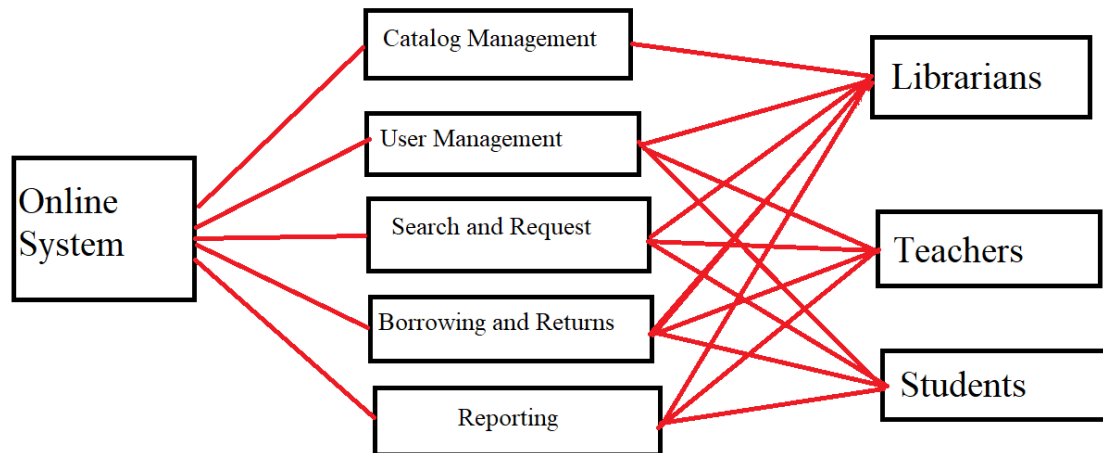 Online
System
Catalog Management
User Management
Search and Request
Borrowing and Returns
Reporting
Librarians
Teachers
Students